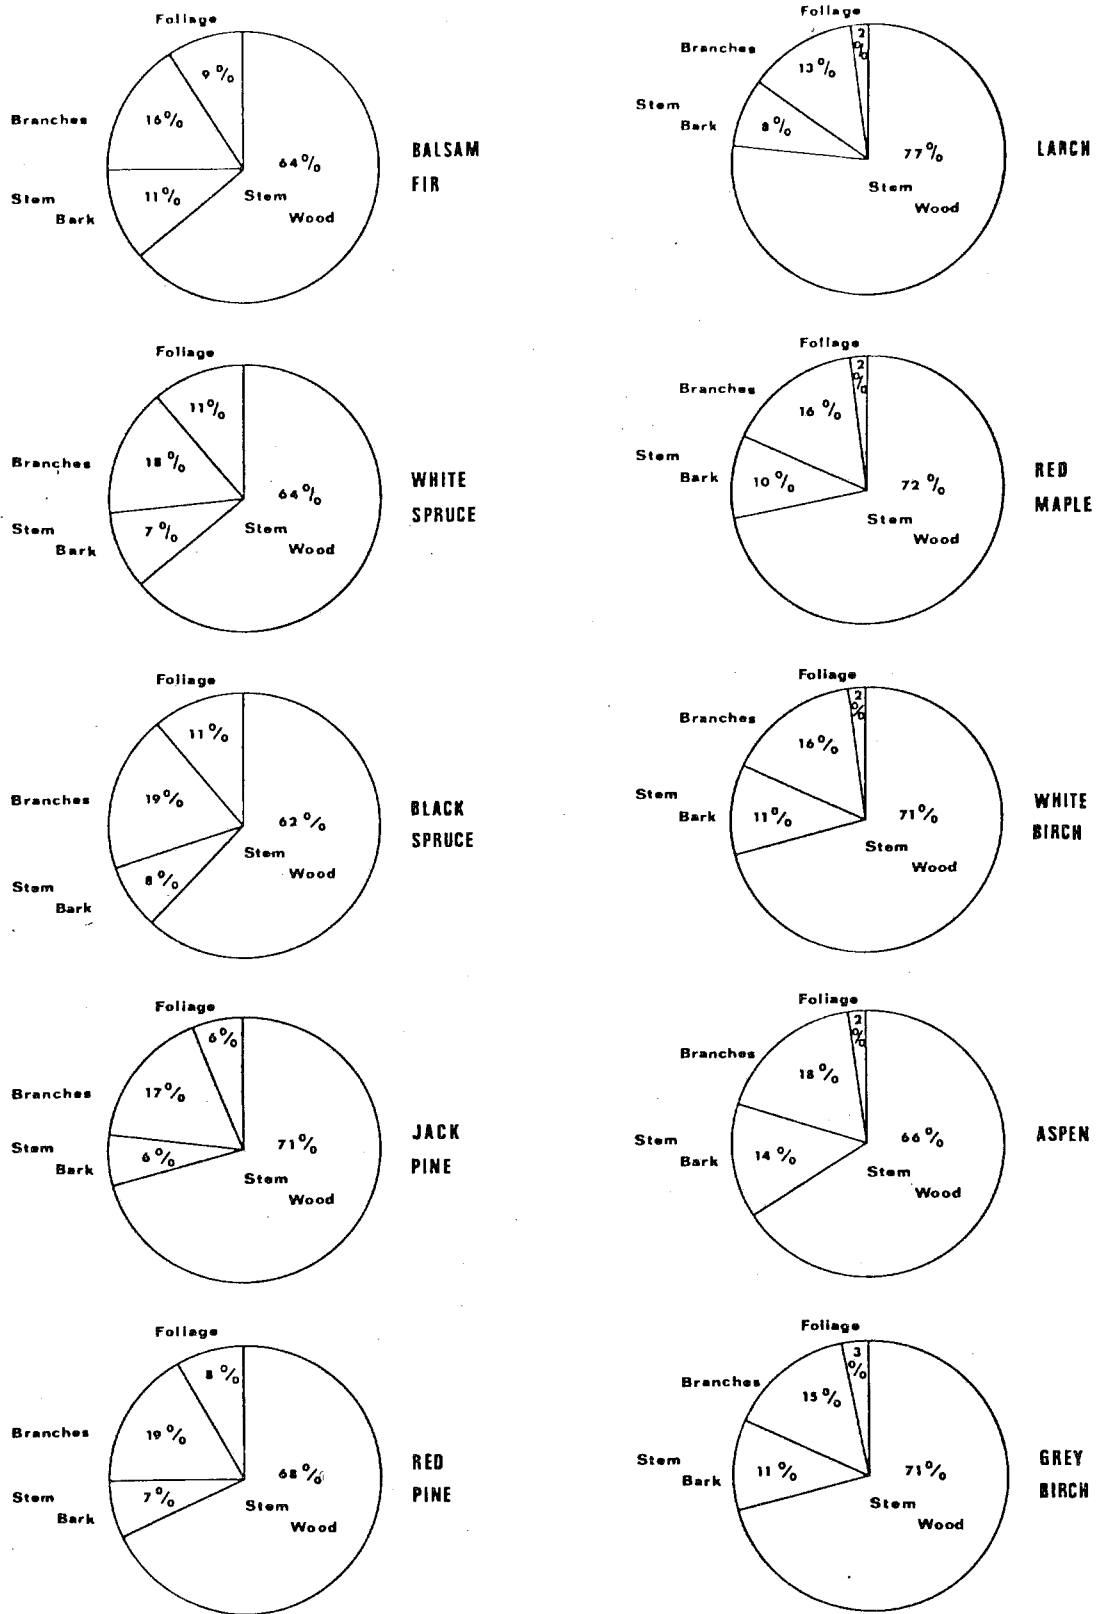 Foliage
9%
Branches
16%
64%
Stem
Bark
11%
Stem
Wood
BALSAM
FIR
Foliage
2%
Branches
13%
Stem
Bark
8%
77%
Stem
Wood
LARCH
Foliage
11%
Branches
18%
64%
Stem
Bark
7%
Stem
Wood
WHITE
SPRUCE
Foliage
2%
Branches
16%
Stem
Bark
10%
72%
Stem
Wood
RED
MAPLE
Foliage
11%
Branches
19%
62%
Stem
Wood
Stem
Bark
8%
BLACK
SPRUCE
Foliage
2%
Branches
16%
Stem
Bark
11%
71%
Stem
Wood
WHITE
BIRCH
Foliage
6%
Branches
17%
Stem
Bark
6%
71%
Stem
Wood
JACK
PINE
Foliage
2%
Branches
18%
Stem
Bark
14%
66%
Stem
Wood
ASPEN
Foliage
8%
Branches
19%
68%
Stem
Bark
7%
Stem
Wood
RED
PINE
Foliage
3%
Branches
15%
Stem
Bark
11%
71%
Stem
Wood
GREY
BIRCH